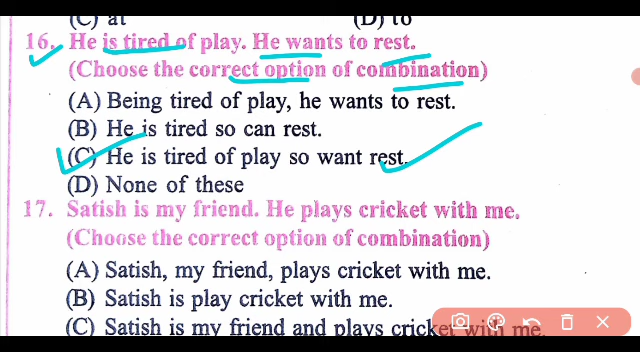 (C) at (D) to
16. He is tired of play. He wants to rest.
(Choose the correct option of combination)
(A) Being tired of play, he wants to rest.
(B) He is tired so can rest.
(C) He is tired of play so want rest.
(D) None of these
17. Satish is my friend. He plays cricket with me.
(Choose the correct option of combination)
(A) Satish, my friend, plays cricket with me.
(B) Satish is play cricket with me.
(C) Satish is my friend and plays cricket with me.